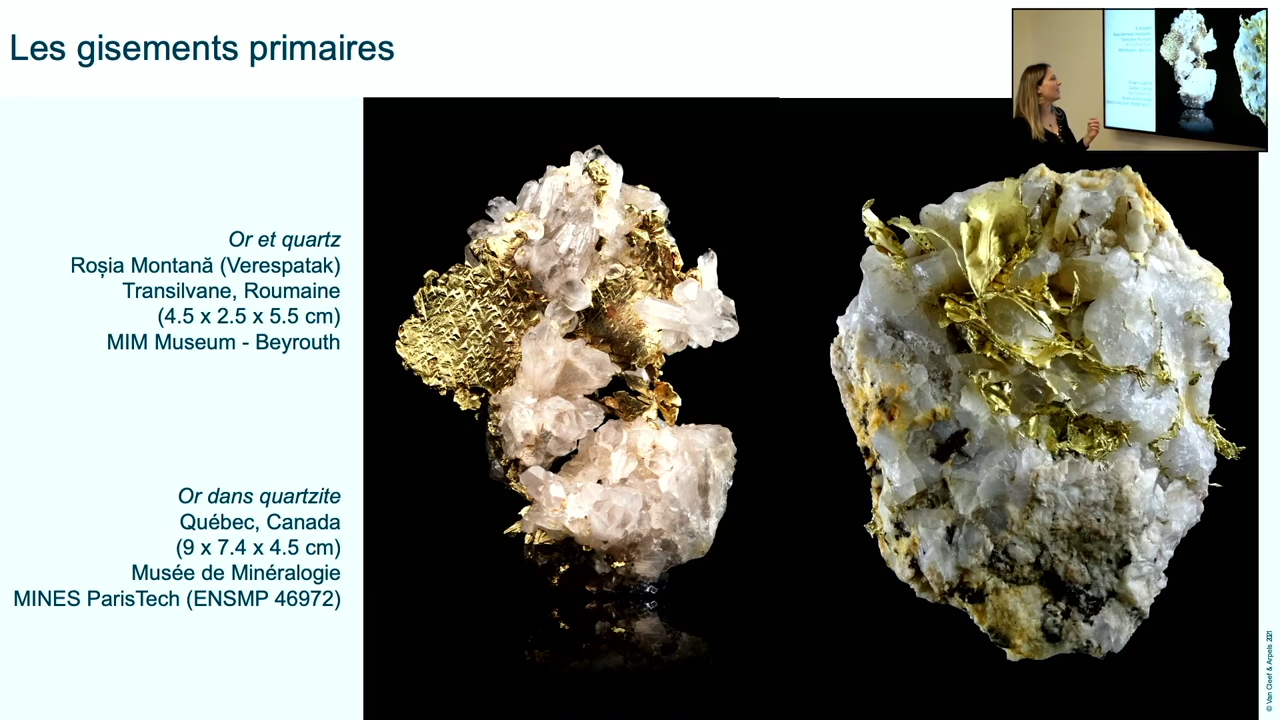 Les gisements primaires
Or et quartz
Roșia Montană (Verespatak)
Transilvane, Roumaine
(4.5 x 2.5 x 5.5 cm)
MIM Museum - Beyrouth
Or dans quartzite
Québec, Canada
(9 x 7.4 x 4.5 cm)
Musée de Minéralogie
MINES ParisTech (ENSMP 46972)
© Van Cleef & Arpels 2021